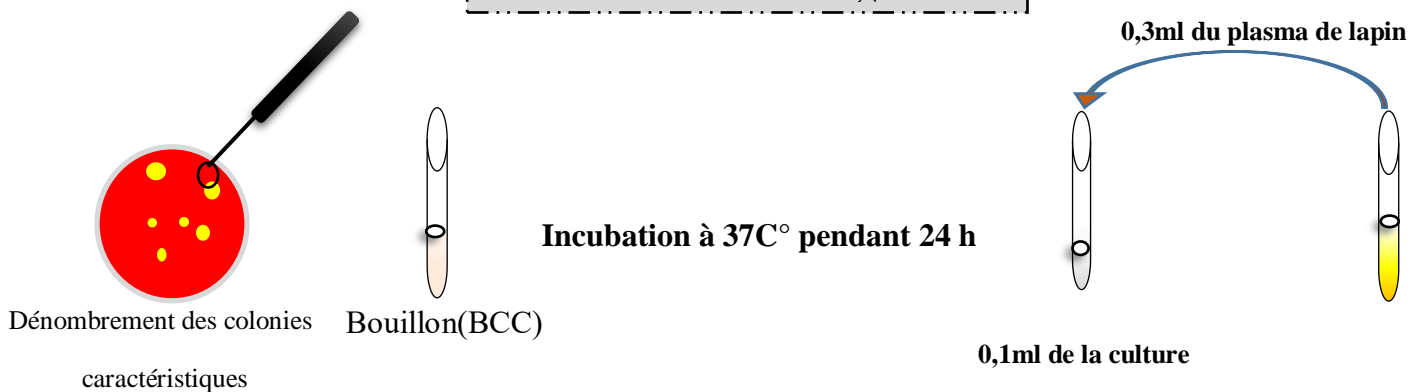 0,3ml du plasma de lapin
Incubation à 37C° pendant 24 h
Dénombrement des colonies
caractéristiques
Bouillon(BCC)
0,1ml de la culture